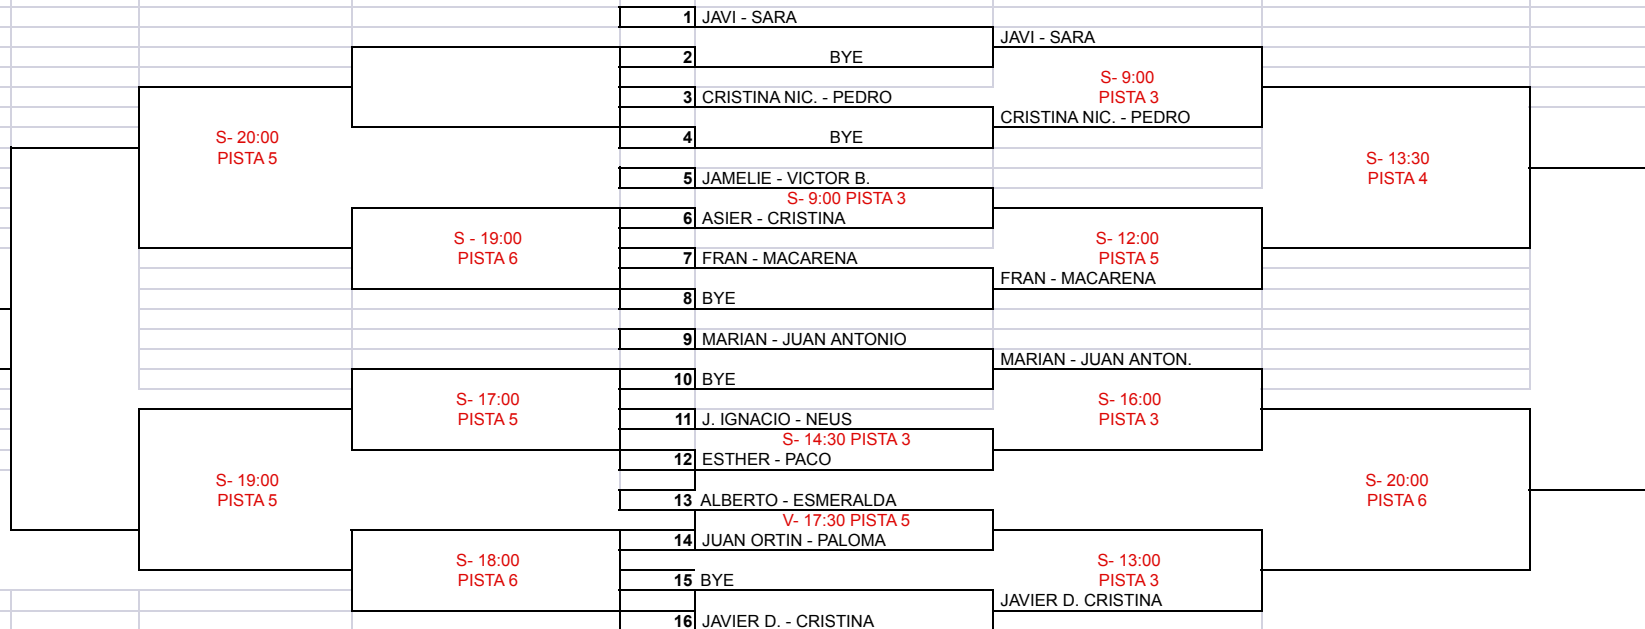 1 JAVI - SARA
JAVI - SARA
2 BYE
S- 9:00
PISTA 3
3 CRISTINA NIC. - PEDRO
CRISTINA NIC. - PEDRO
4 BYE
S- 20:00
PISTA 5
S- 13:30
PISTA 4
5 JAMELIE - VICTOR B.
S- 9:00 PISTA 3
6 ASIER - CRISTINA
S - 19:00
PISTA 6
S- 12:00
PISTA 5
7 FRAN - MACARENA
FRAN - MACARENA
8 BYE
9 MARIAN - JUAN ANTONIO
MARIAN - JUAN ANTON.
10 BYE
S- 17:00
PISTA 5
S- 16:00
PISTA 3
11 J. IGNACIO - NEUS
S- 14:30 PISTA 3
12 ESTHER - PACO
S- 19:00
PISTA 5
S- 20:00
PISTA 6
13 ALBERTO - ESMERALDA
V- 17:30 PISTA 5
14 JUAN ORTIN - PALOMA
S- 18:00
PISTA 6
S- 13:00
PISTA 3
15 BYE
JAVIER D. CRISTINA
16 JAVIER D. - CRISTINA